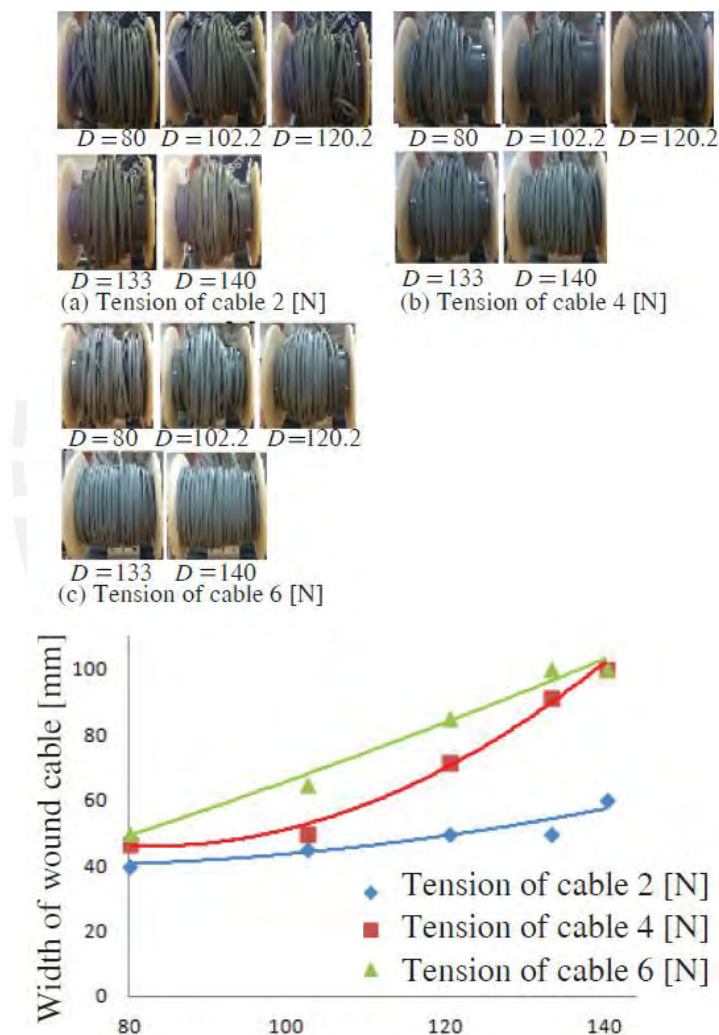 D=80 D=102.2 D=120.2
D=133 D=140
(a) Tension of cable 2 [N]
D=80 D=102.2 D=120.2
D=133 D=140
(b) Tension of cable 4 [N]
D=80 D=102.2 D=120.2
D=133 D=140
(c) Tension of cable 6 [N]
Width of wound cable [mm]
100
80
60
40
20
0
80 100 120 140
Tension of cable 2 [N]
Tension of cable 4 [N]
Tension of cable 6 [N]